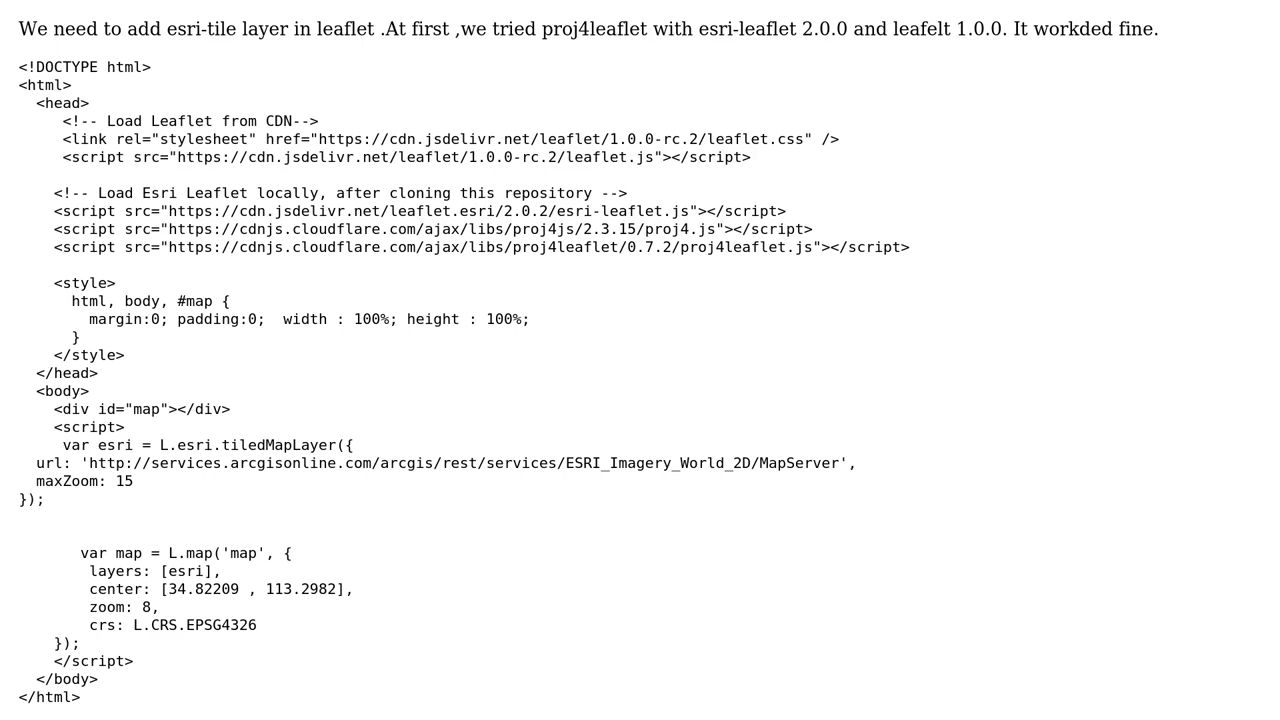 We need to add esri-tile layer in leaflet .At first ,we tried proj4leaflet with esri-leaflet 2.0.0 and leafelt 1.0.0. It workded fine.
<!DOCTYPE html>
<html>
  <head>
     <!-- Load Leaflet from CDN-->
     <link rel="stylesheet" href="https://cdn.jsdelivr.net/leaflet/1.0.0-rc.2/leaflet.css" />
     <script src="https://cdn.jsdelivr.net/leaflet/1.0.0-rc.2/leaflet.js"></script>

    <!-- Load Esri Leaflet locally, after cloning this repository -->
    <script src="https://cdn.jsdelivr.net/leaflet.esri/2.0.2/esri-leaflet.js"></script>
    <script src="https://cdnjs.cloudflare.com/ajax/libs/proj4js/2.3.15/proj4.js"></script>
    <script src="https://cdnjs.cloudflare.com/ajax/libs/proj4leaflet/0.7.2/proj4leaflet.js"></script>

    <style>
      html, body, #map {
        margin:0; padding:0;  width : 100%; height : 100%;
      }
    </style>
  </head>
  <body>
    <div id="map"></div>
    <script>
     var esri = L.esri.tiledMapLayer({
  url: 'http://services.arcgisonline.com/arcgis/rest/services/ESRI_Imagery_World_2D/MapServer',
  maxZoom: 15
});


       var map = L.map('map', {
        layers: [esri],
        center: [34.82209 , 113.2982],
        zoom: 8,
        crs: L.CRS.EPSG4326
    });
    </script>
  </body>
</html>